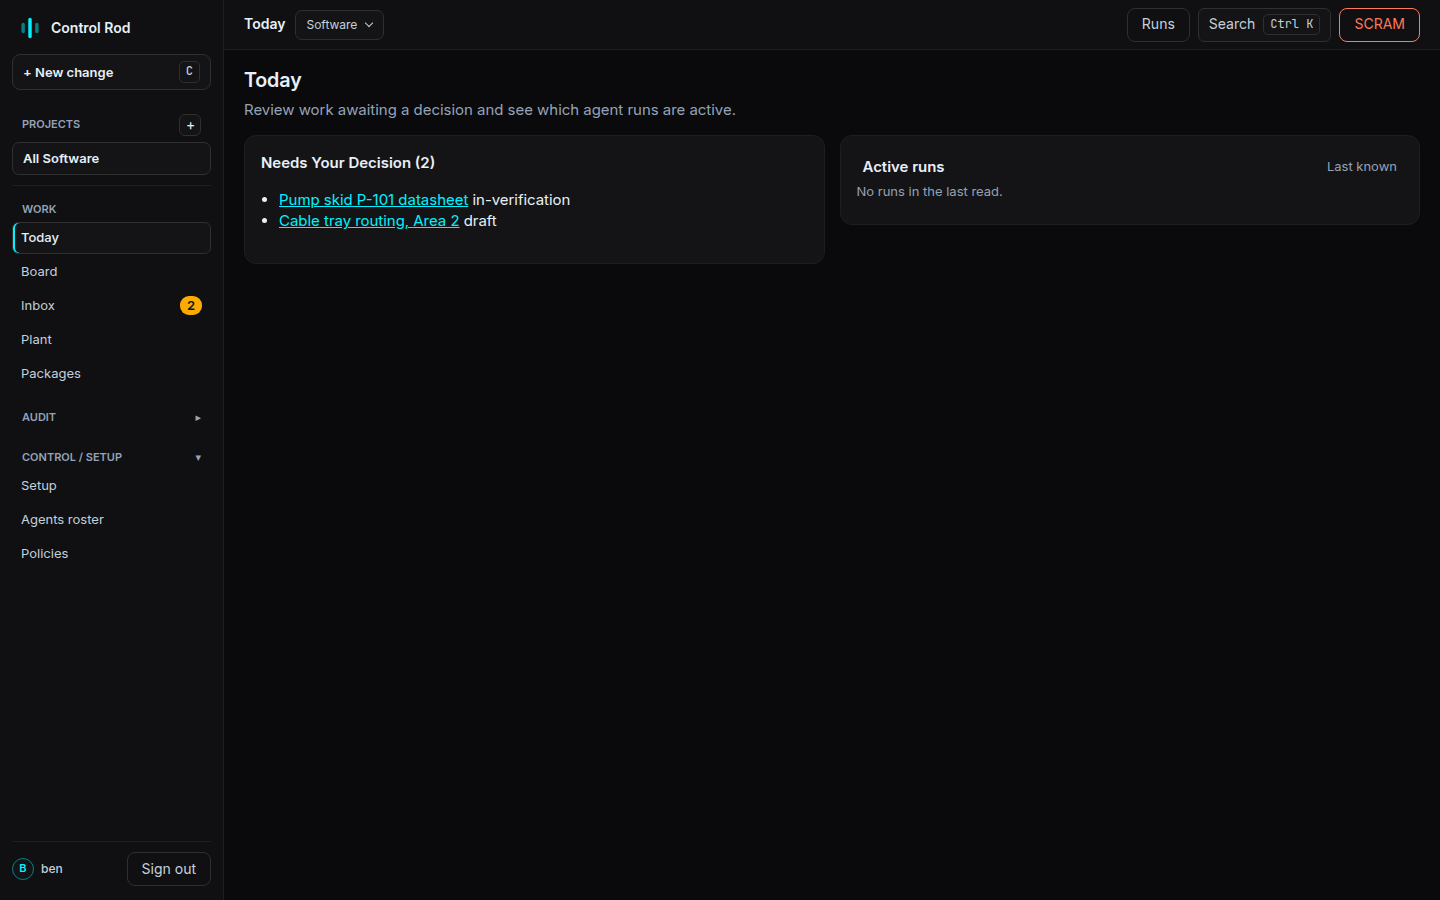 Control Rod
+ New change C
PROJECTS +
All Software
WORK
Today
Board
Inbox 2
Plant
Packages
AUDIT ▸
CONTROL / SETUP ▾
Setup
Agents roster
Policies
B ben Sign out
Today Software Runs Search Ctrl K SCRAM
Today
Review work awaiting a decision and see which agent runs are active.
Needs Your Decision (2)
• Pump skid P-101 datasheet in-verification
• Cable tray routing, Area 2 draft
Active runs Last known
No runs in the last read.